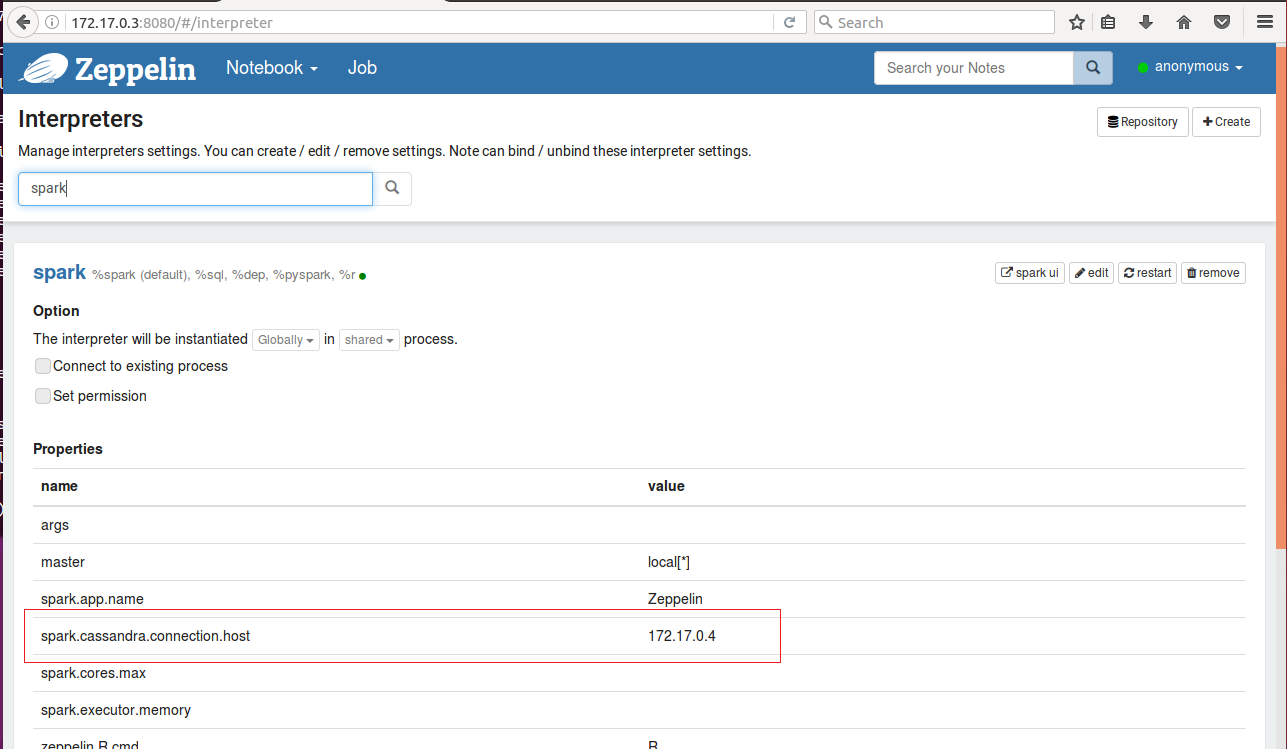 172.17.0.3:8080/#/interpreter
Search
Zeppelin Notebook Job
Search your Notes
anonymous
Interpreters
Repository
Create
Manage interpreters settings. You can create / edit / remove settings. Note can bind / unbind these interpreter settings.
spark
spark %spark (default), %sql, %dep, %pyspark, %r
spark ui edit restart remove
Option
The interpreter will be instantiated Globally in shared process.
Connect to existing process
Set permission
Properties
name value
args
master local[*]
spark.app.name Zeppelin
spark.cassandra.connection.host 172.17.0.4
spark.cores.max
spark.executor.memory
zeppelin.R.cmd R